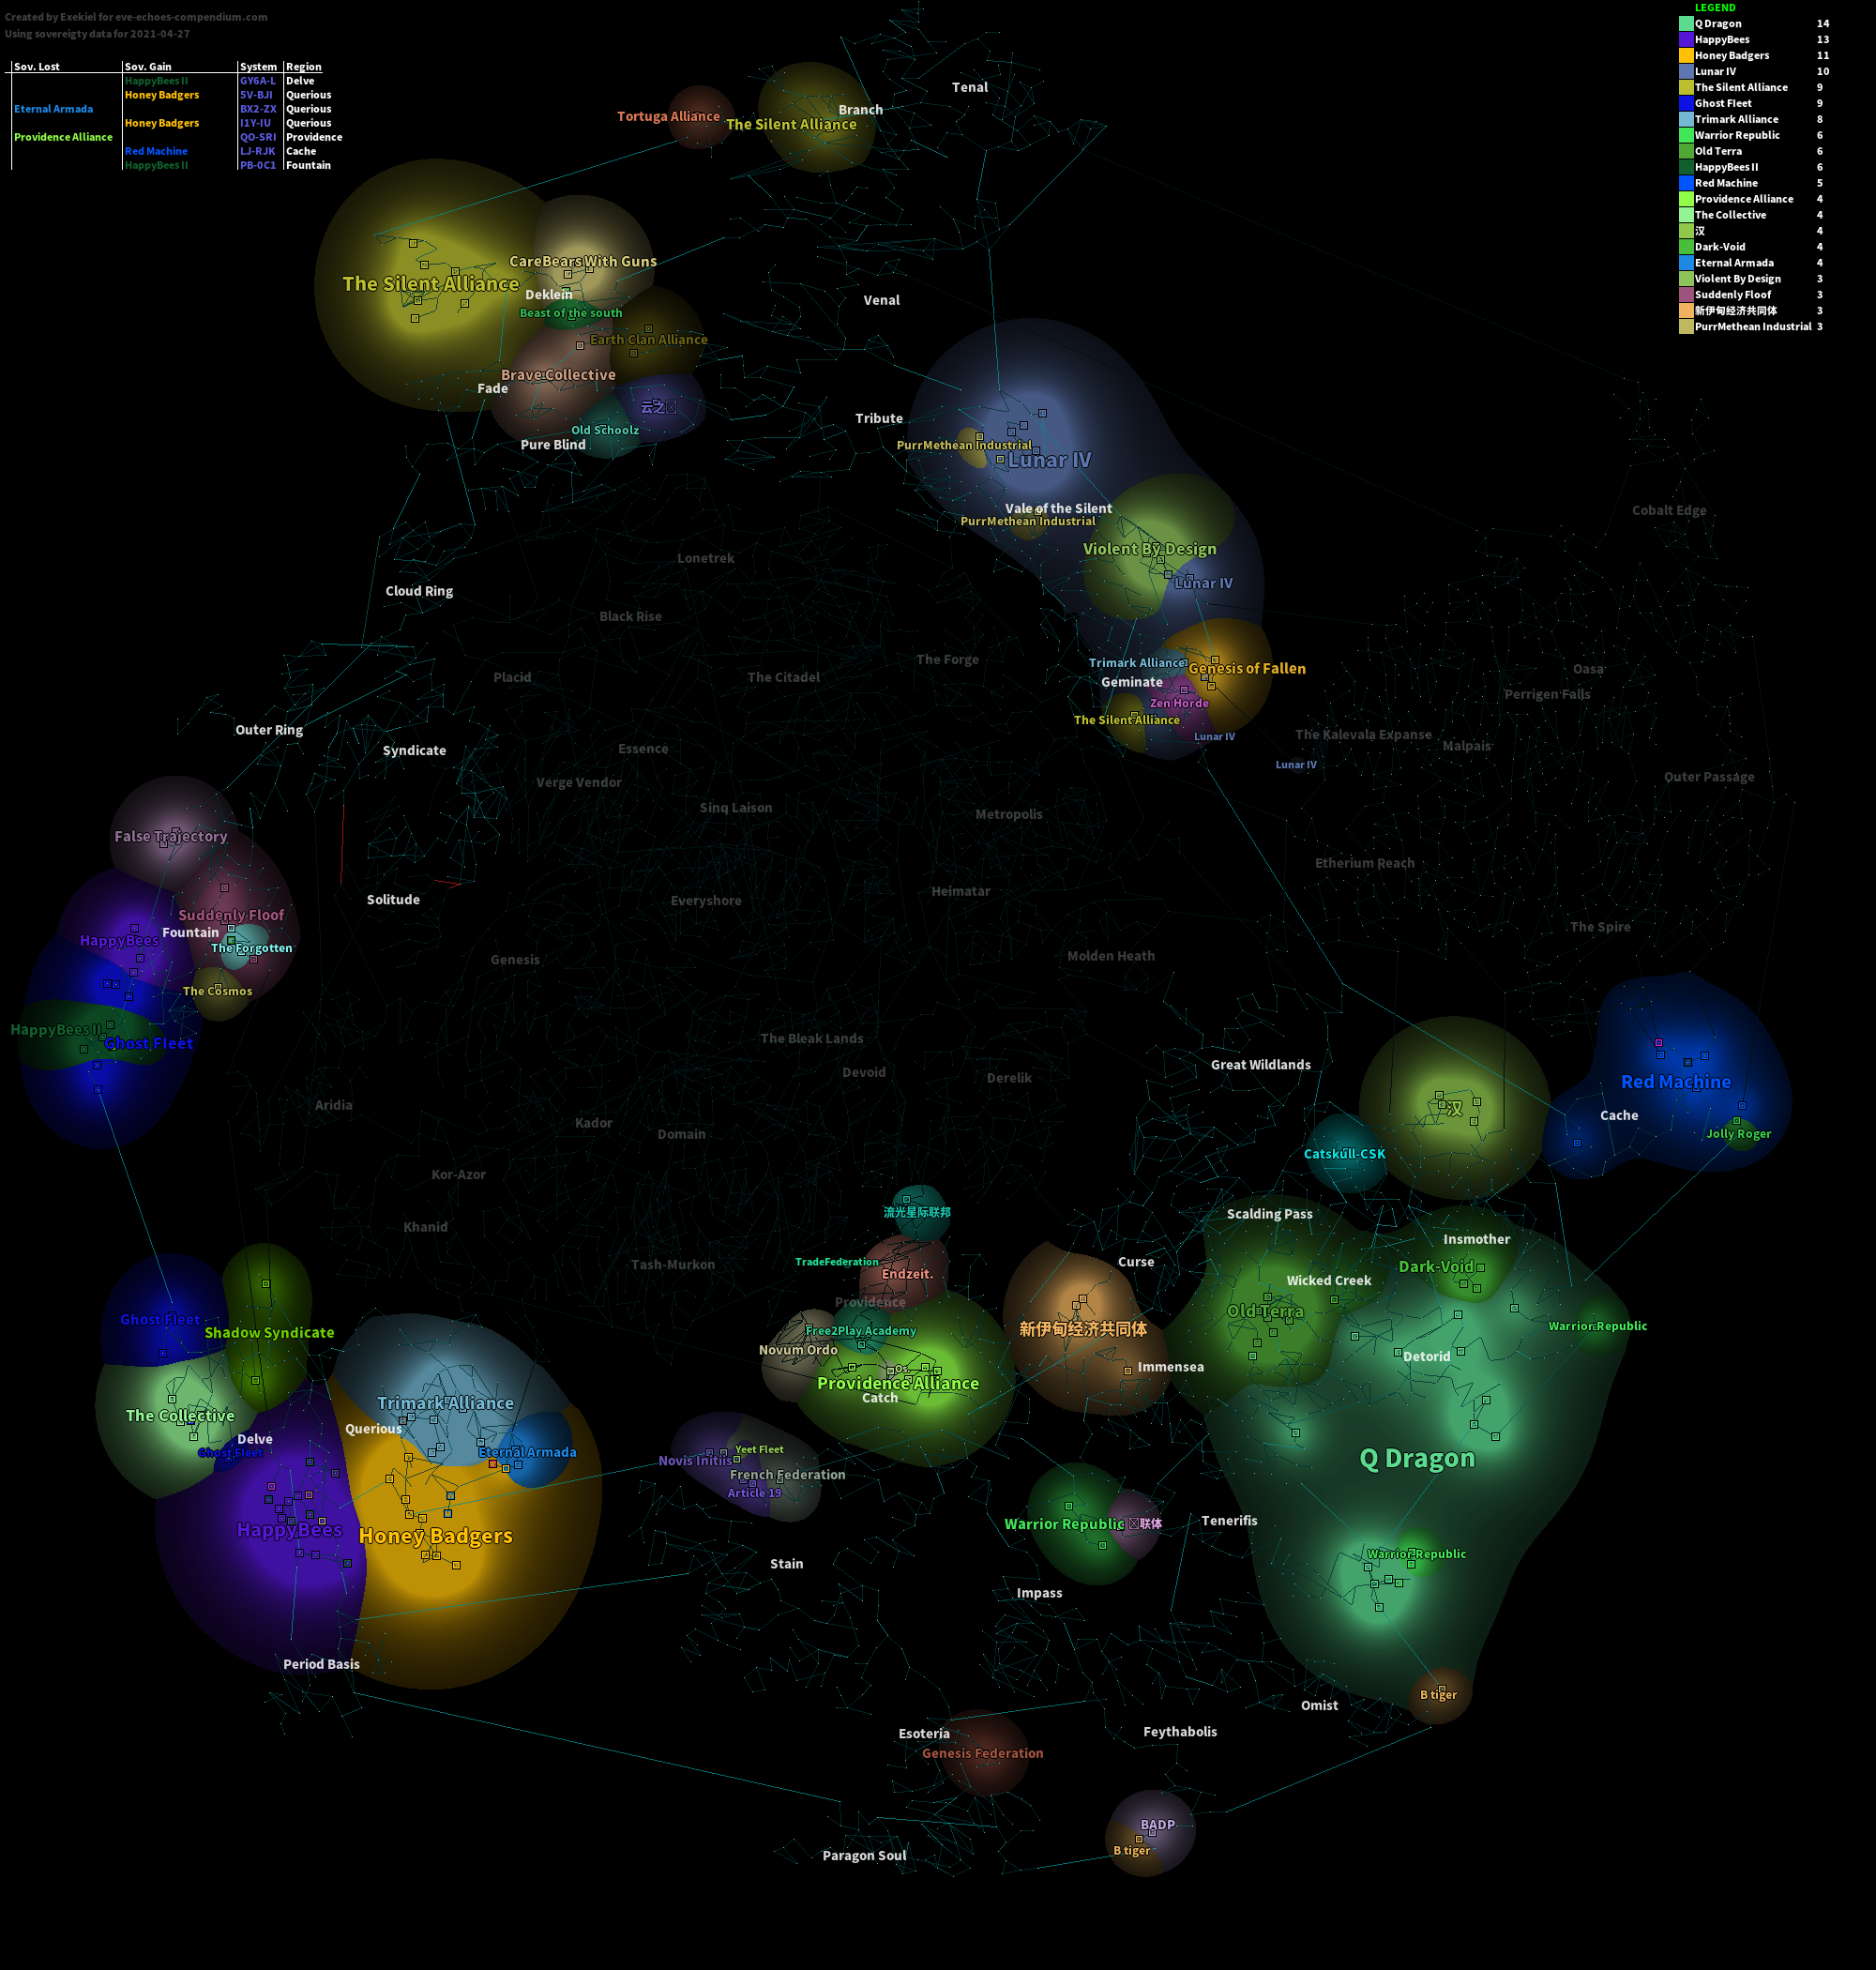 Created by Exekiel for eve-echoes-compendium.com
Using sovereigty data for 2021-04-27
Sov. Lost Sov. Gain System Region
HappyBees II GY6A-L Delve
Honey Badgers 5V-BJI Querious
Eternal Armada BX2-ZX Querious
Honey Badgers I1Y-IU Querious
Providence Alliance QO-SRI Providence
Red Machine LJ-RJK Cache
HappyBees II PB-0C1 Fountain
LEGEND
Q Dragon 14
HappyBees 13
Honey Badgers 11
Lunar IV 10
The Silent Alliance 9
Ghost Fleet 9
Trimark Alliance 8
Warrior Republic 6
Old Terra 6
HappyBees II 6
Red Machine 5
Providence Alliance 4
The Collective 4
汉 4
Dark-Void 4
Eternal Armada 4
Violent By Design 3
Suddenly Floof 3
新伊甸经济共同体 3
PurrMethean Industrial 3
Tenal
Branch
Tortuga Alliance
The Silent Alliance
CareBears With Guns
The Silent Alliance
Deklein
Venal
Beast of the south
Earth Clan Alliance
Brave Collective
Fade
云之
Tribute
Old Schoolz
Pure Blind
PurrMethean Industrial
Lunar IV
Vale of the Silent
Cobalt Edge
PurrMethean Industrial
Violent By Design
Lonetrek
Lunar IV
Cloud Ring
Black Rise
The Forge
Trimark Alliance
Genesis of Fallen
Oasa
Placid
The Citadel
Geminate
Perrigen Falls
Zen Horde
The Silent Alliance
Outer Ring
Lunar IV
The Kalevala Expanse
Malpais
Syndicate
Essence
Lunar IV
Outer Passage
Verge Vendor
Sinq Laison
Metropolis
False Trajectory
Etherium Reach
Heimatar
Solitude
Everyshore
Suddenly Floof
The Spire
Fountain
HappyBees
The Forgotten
Molden Heath
Genesis
The Cosmos
HappyBees II
The Bleak Lands
Ghost Fleet
Great Wildlands
Devoid
Derelik
Red Machine
Aridia
汉
Cache
Kador
Domain
Jolly Roger
Catskull-CSK
Kor-Azor
流光星际联邦
Scalding Pass
Khanid
Insmother
TradeFederation
Curse
Tash-Murkon
Dark-Void
Endzeit.
Wicked Creek
Providence
Old Terra
Ghost Fleet
Warrior Republic
Shadow Syndicate
Free2Play Academy
新伊甸经济共同体
Novum Ordo
Detorid
Immensea
Os.
Providence Alliance
Catch
Trimark Alliance
The Collective
Querious
Delve
Ghost Fleet
Eternal Armada
Yeet Fleet
Novis Initiis
Q Dragon
French Federation
Article 19
Tenerifis
Warrior Republic
联体
HappyBees
Honey Badgers
Warrior Republic
Stain
Impass
Period Basis
B tiger
Omist
Feythabolis
Esoteria
Genesis Federation
BADP
B tiger
Paragon Soul